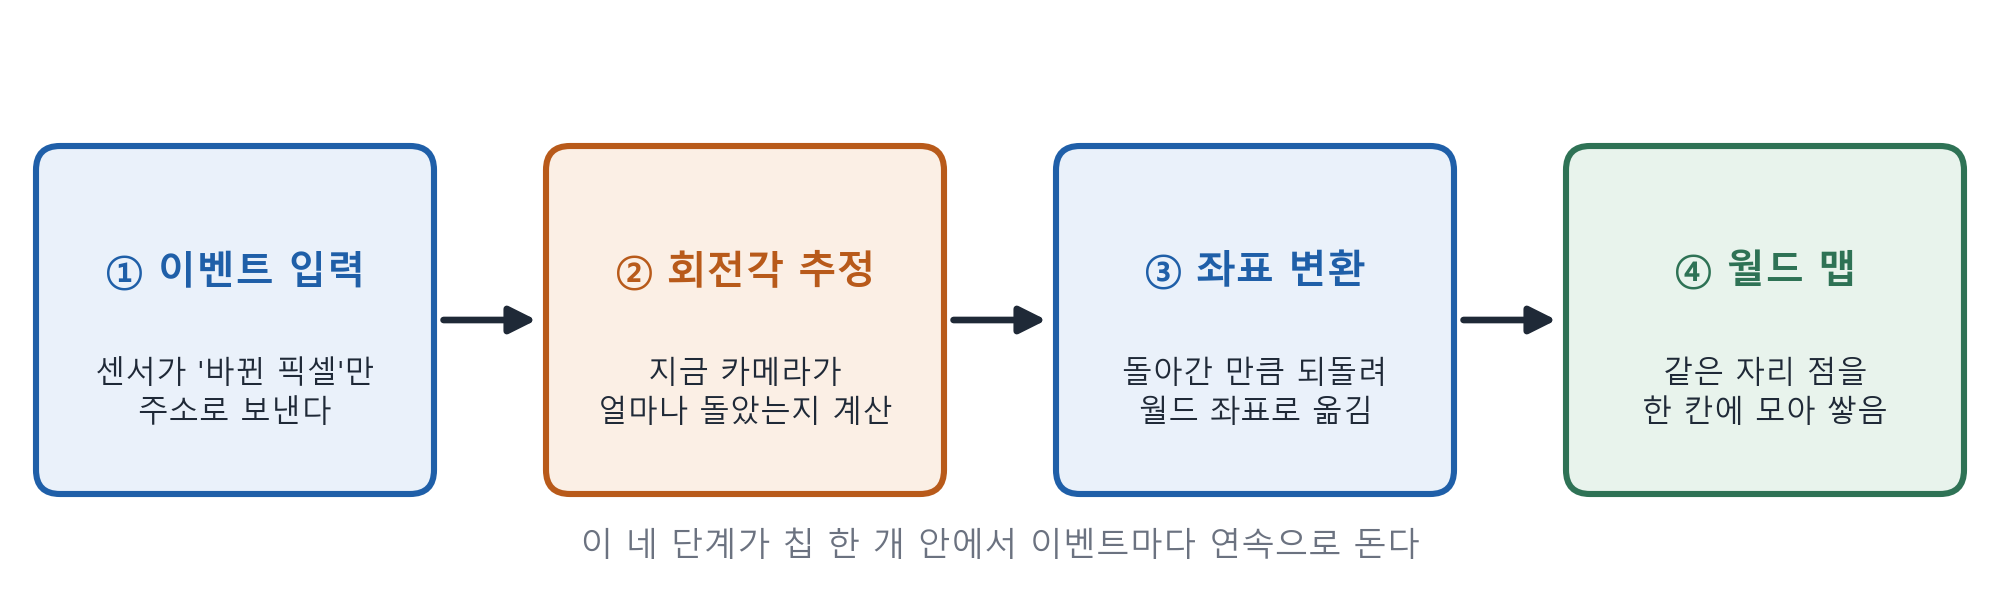 ① 이벤트 입력
센서가 '바뀐 픽셀'만
주소로 보낸다
② 회전각 추정
지금 카메라가
얼마나 돌았는지 계산
③ 좌표 변환
돌아간 만큼 되돌려
월드 좌표로 옮김
④ 월드 맵
같은 자리 점을
한 칸에 모아 쌓음
이 네 단계가 칩 한 개 안에서 이벤트마다 연속으로 돈다